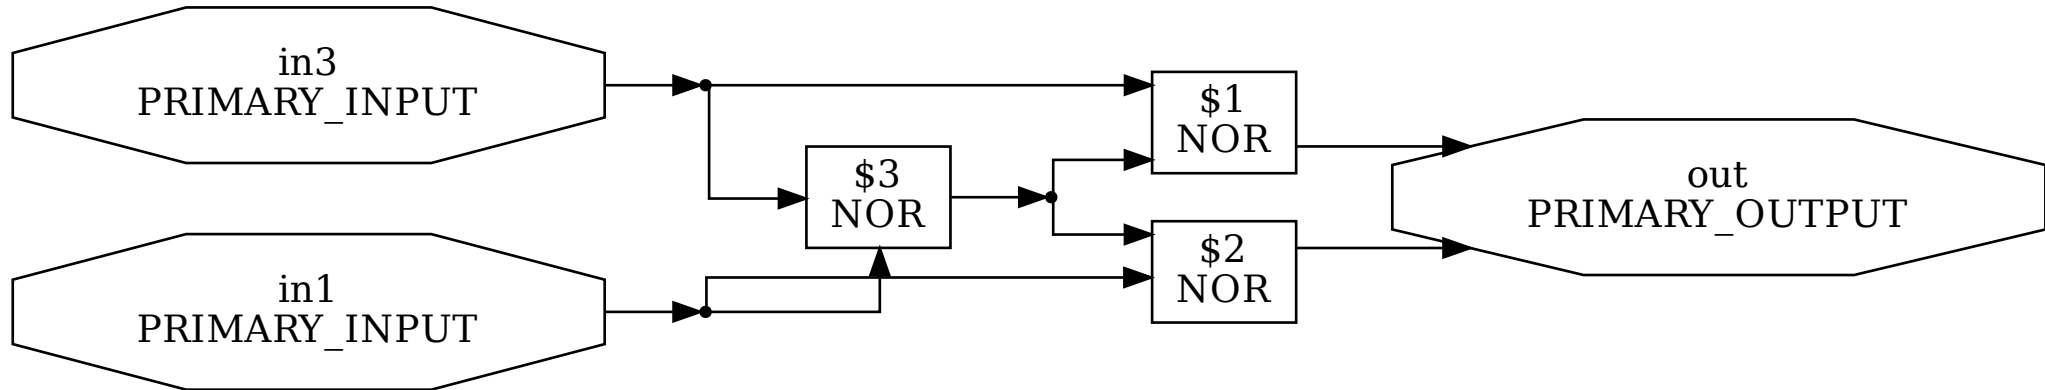 in3
PRIMARY_INPUT
$1
NOR
$3
NOR
out
PRIMARY_OUTPUT
$2
NOR
in1
PRIMARY_INPUT